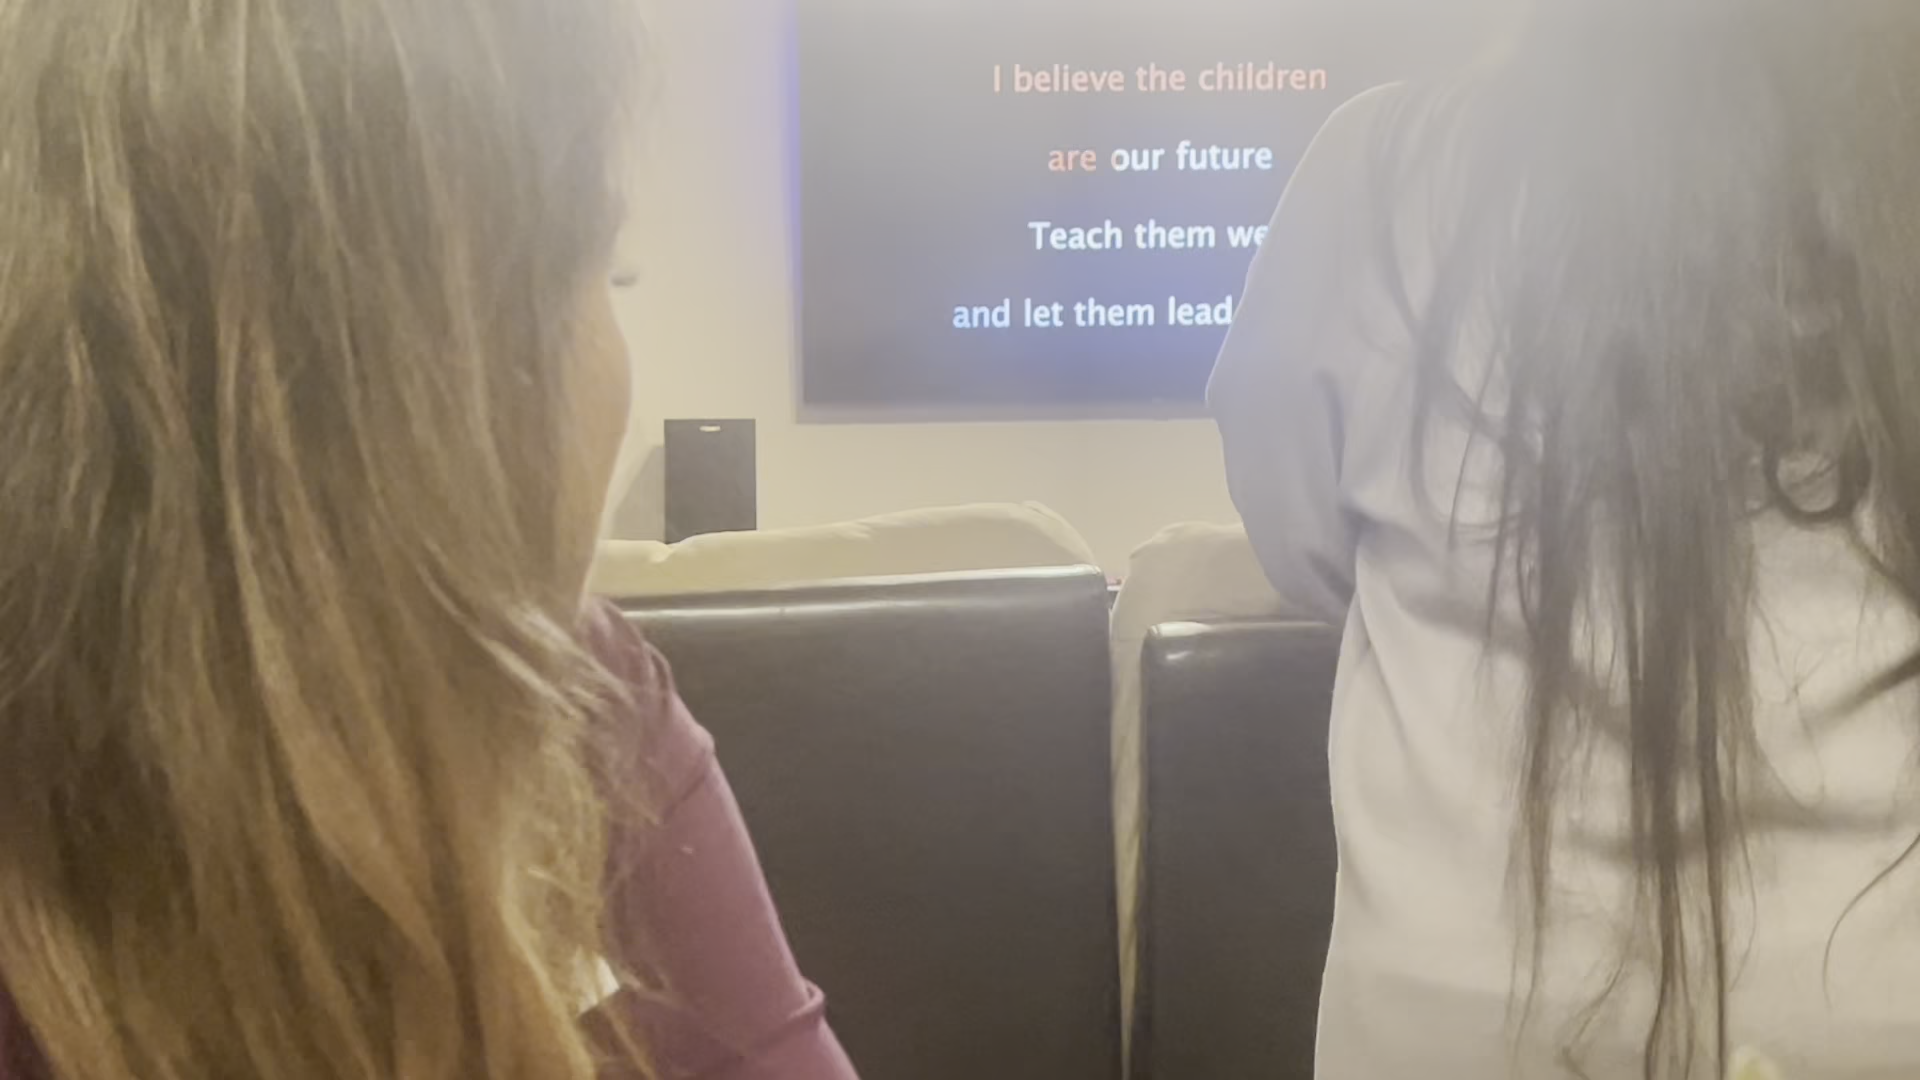 I believe the children
are our future
Teach them
and let them lead